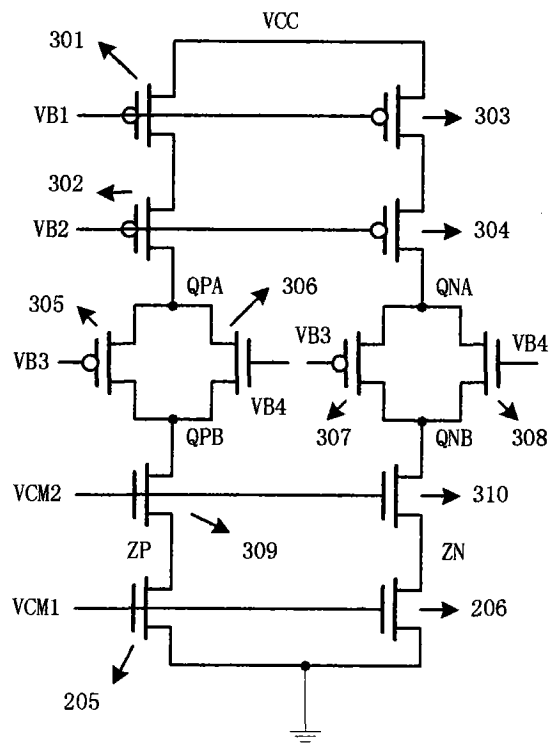 VCC
301
VB1
303
302
VB2
304
QPA
QNA
305
306
VB3
VB3
VB4
VB4
307
308
QPB
QNB
VCM2
310
309
ZP
ZN
VCM1
206
205